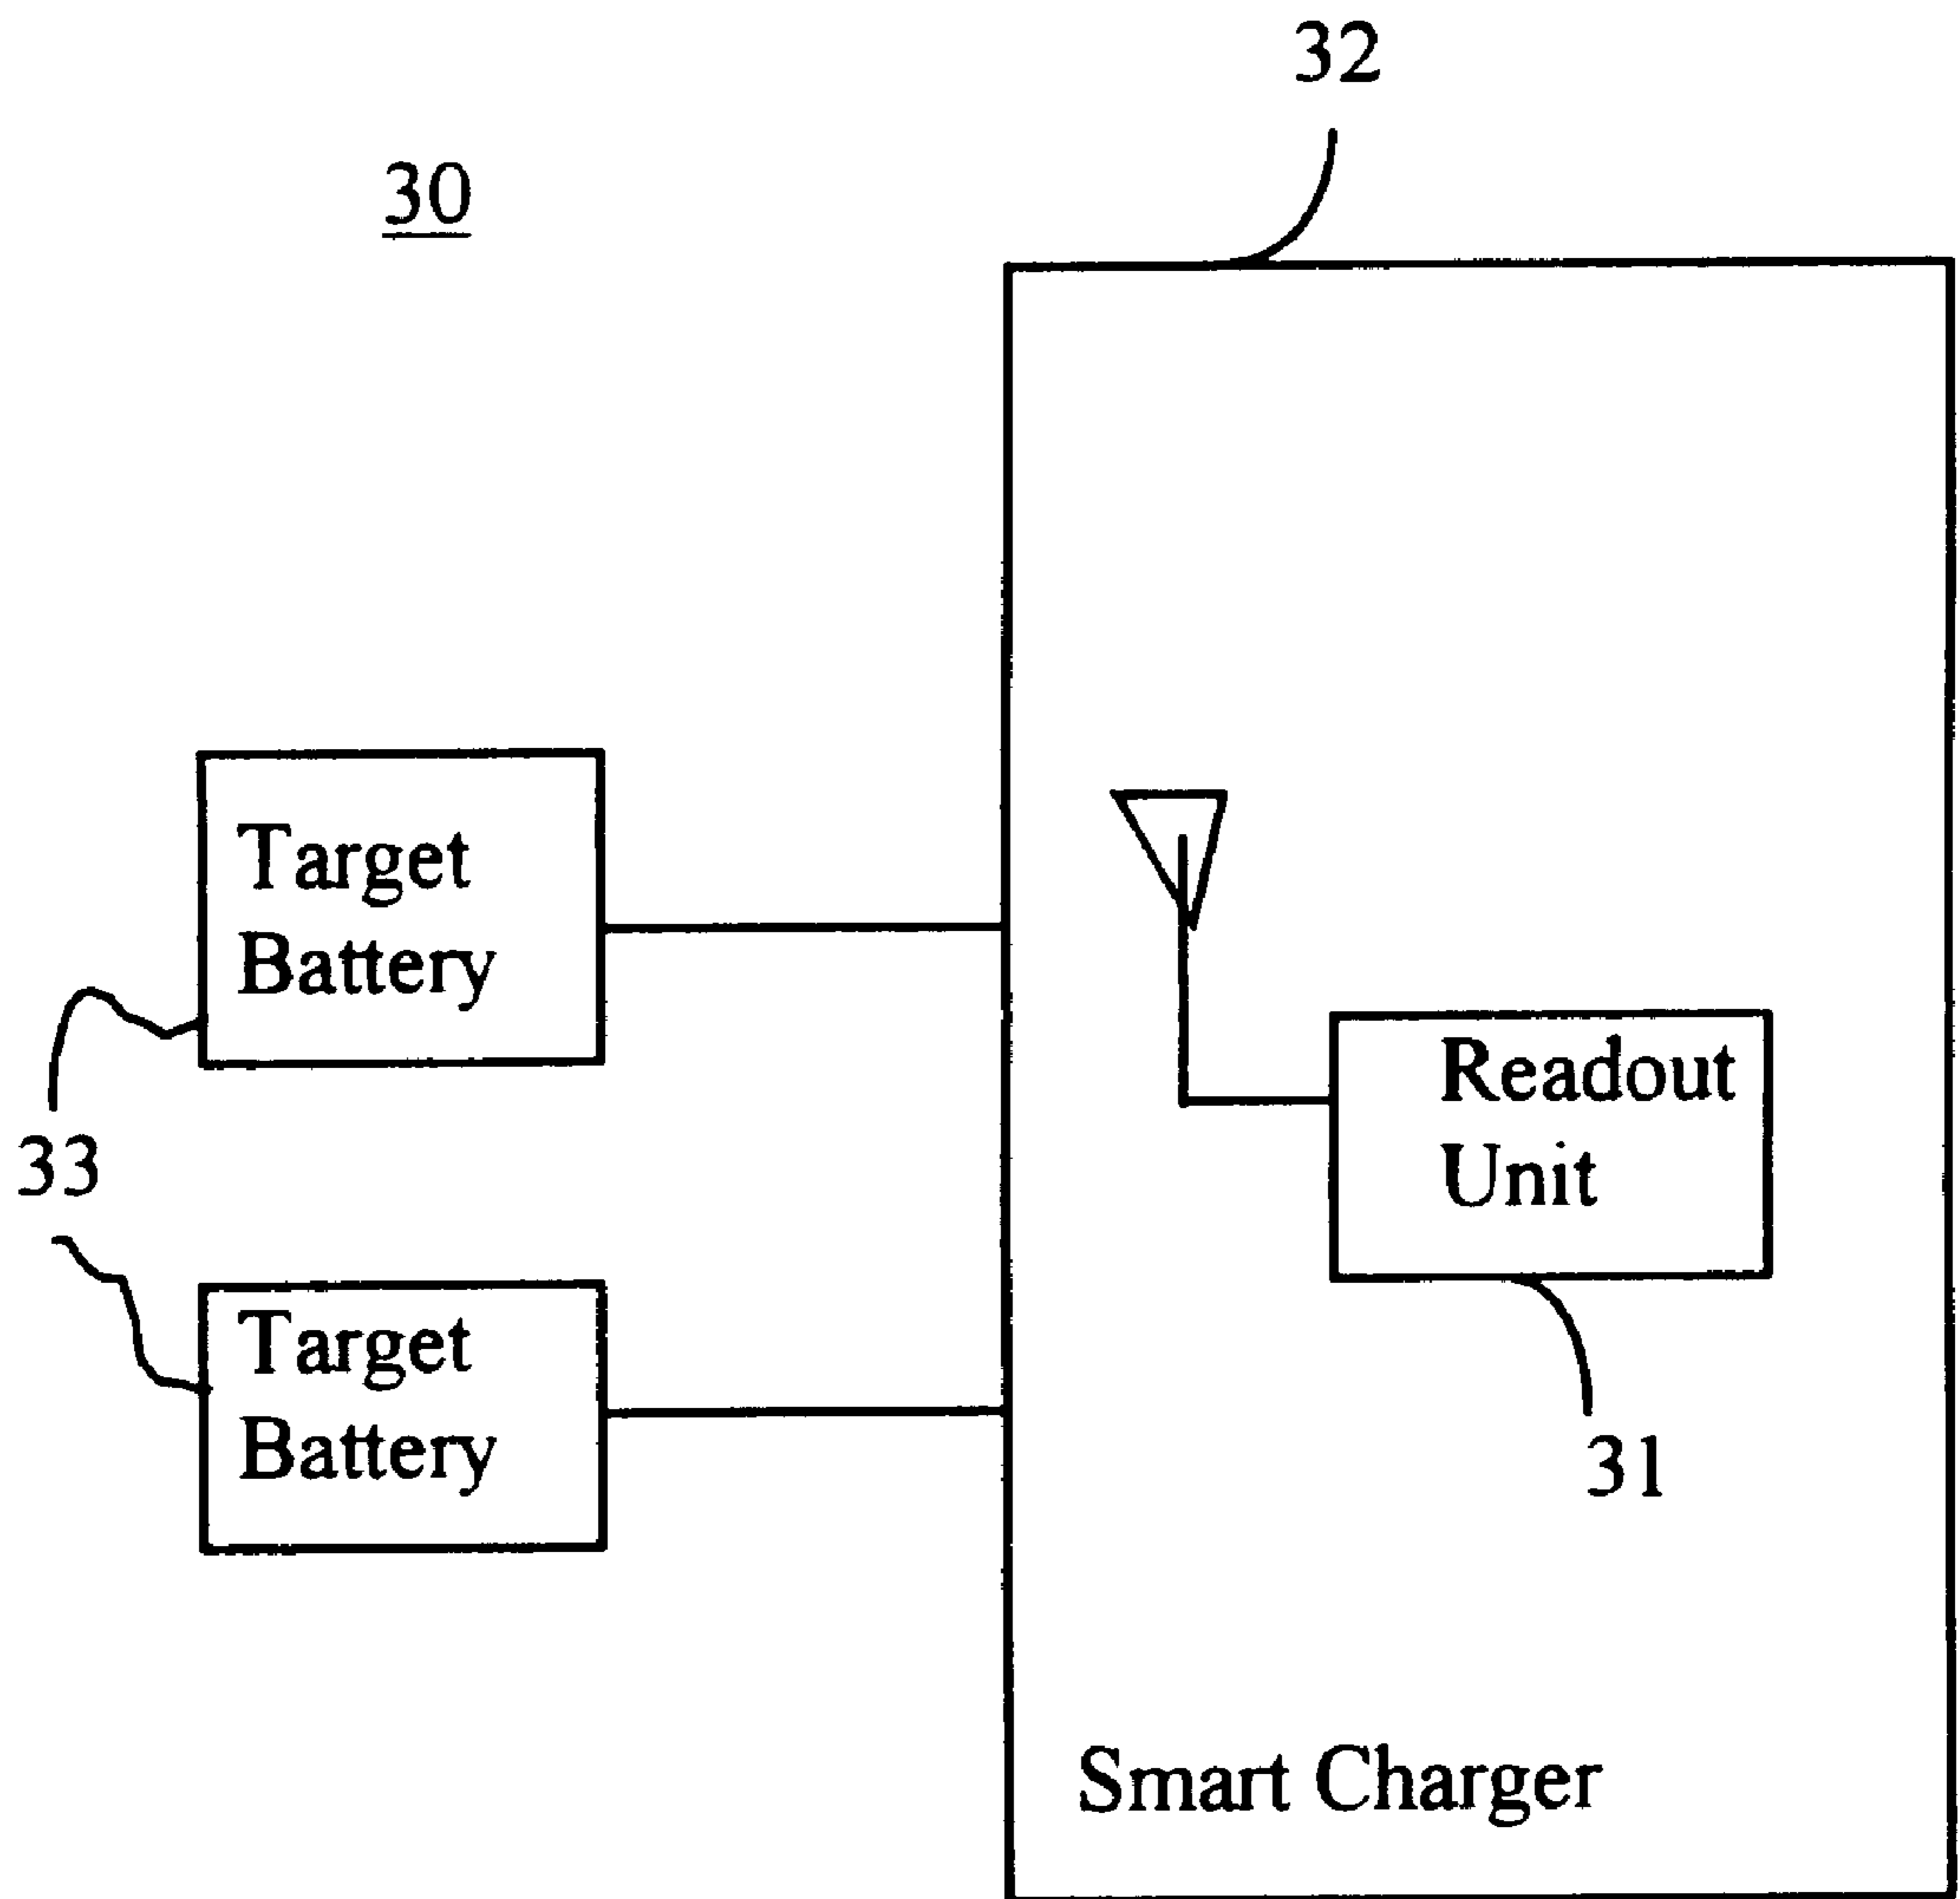 32
30
Target
Battery
Readout
Unit
33
Target
Battery
31
Smart Charger